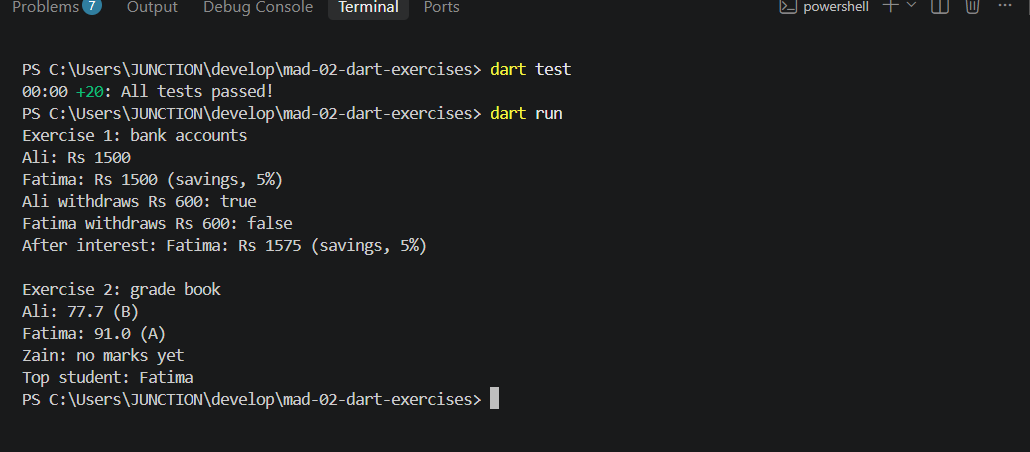 Problems 7 Output Debug Console Terminal Ports powershell
PS C:\Users\JUNCTION\develop\mad-02-dart-exercises> dart test
00:00 +20: All tests passed!
PS C:\Users\JUNCTION\develop\mad-02-dart-exercises> dart run
Exercise 1: bank accounts
Ali: Rs 1500
Fatima: Rs 1500 (savings, 5%)
Ali withdraws Rs 600: true
Fatima withdraws Rs 600: false
After interest: Fatima: Rs 1575 (savings, 5%)
Exercise 2: grade book
Ali: 77.7 (B)
Fatima: 91.0 (A)
Zain: no marks yet
Top student: Fatima
PS C:\Users\JUNCTION\develop\mad-02-dart-exercises>